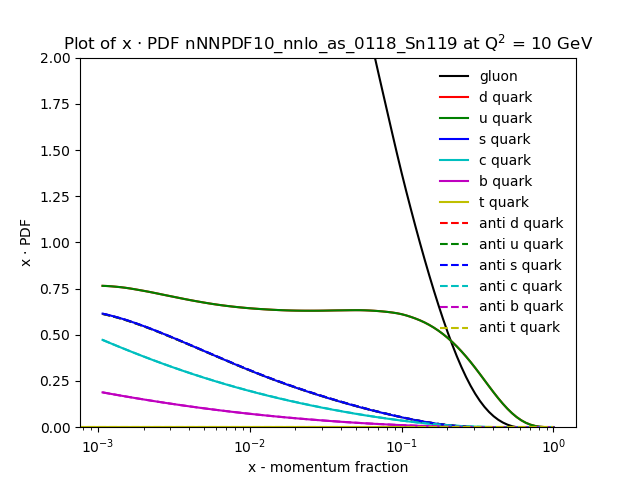 Plot of x · PDF nNNPDF10_nnlo_as_0118_Sn119 at Q² = 10 GeV
2.00
1.75
1.50
1.25
1.00
0.75
0.50
0.25
0.00
x · PDF
gluon
d quark
u quark
s quark
c quark
b quark
t quark
anti d quark
anti u quark
anti s quark
anti c quark
anti b quark
anti t quark
10⁻³ 10⁻² 10⁻¹ 10⁰
x - momentum fraction